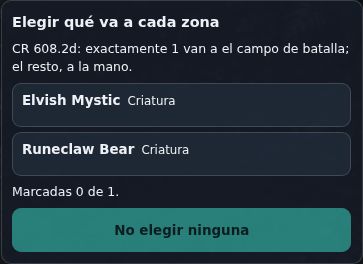 Elegir qué va a cada zona
CR 608.2d: exactamente 1 van a el campo de batalla;
el resto, a la mano.
Elvish Mystic Criatura
Runeclaw Bear Criatura
Marcadas 0 de 1.
No elegir ninguna